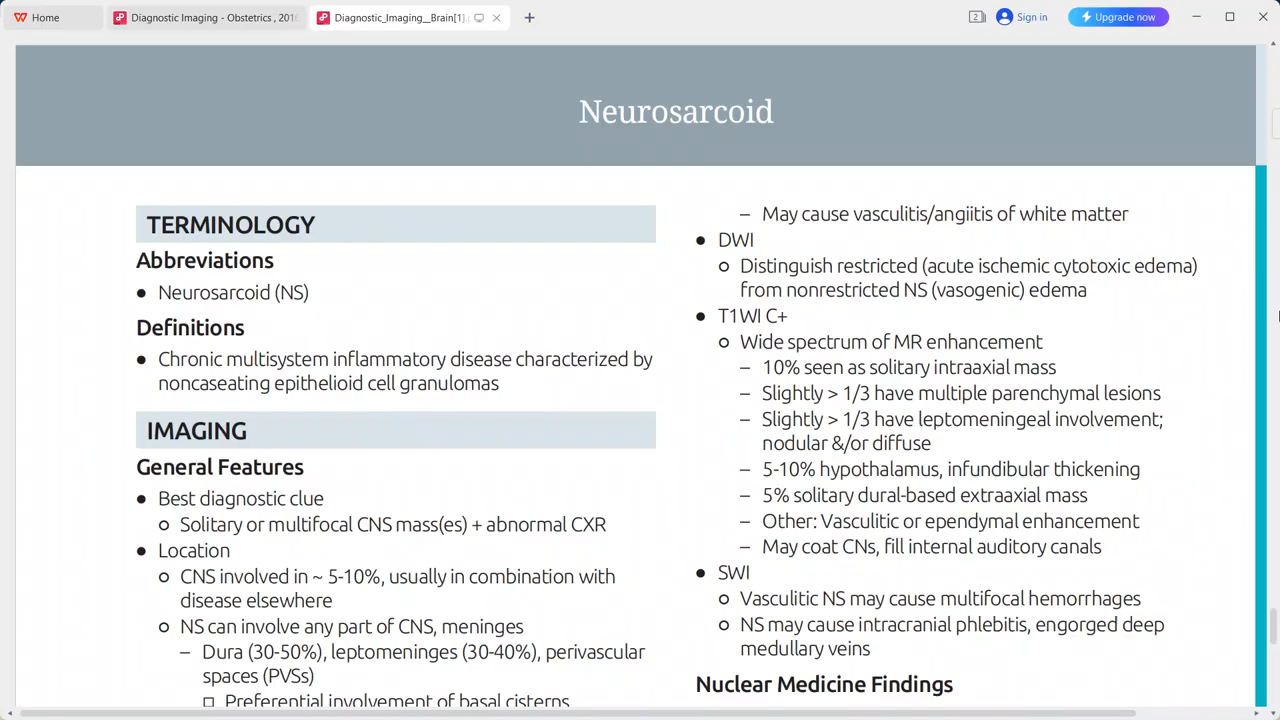 Home
Diagnostic Imaging - Obstetrics , 2016
Diagnostic_Imaging__Brain[1].
2
Sign in
Upgrade now
Neurosarcoid
TERMINOLOGY
Abbreviations
● Neurosarcoid (NS)
Definitions
● Chronic multisystem inflammatory disease characterized by
noncaseating epithelioid cell granulomas
IMAGING
General Features
● Best diagnostic clue
○ Solitary or multifocal CNS mass(es) + abnormal CXR
● Location
○ CNS involved in ~ 5-10%, usually in combination with
disease elsewhere
○ NS can involve any part of CNS, meninges
– Dura (30-50%), leptomeninges (30-40%), perivascular
spaces (PVSs)
□ Preferential involvement of basal cisterns
– May cause vasculitis/angiitis of white matter
● DWI
○ Distinguish restricted (acute ischemic cytotoxic edema)
from nonrestricted NS (vasogenic) edema
● T1WI C+
○ Wide spectrum of MR enhancement
– 10% seen as solitary intraaxial mass
– Slightly > 1/3 have multiple parenchymal lesions
– Slightly > 1/3 have leptomeningeal involvement;
nodular &/or diffuse
– 5-10% hypothalamus, infundibular thickening
– 5% solitary dural-based extraaxial mass
– Other: Vasculitic or ependymal enhancement
– May coat CNs, fill internal auditory canals
● SWI
○ Vasculitic NS may cause multifocal hemorrhages
○ NS may cause intracranial phlebitis, engorged deep
medullary veins
Nuclear Medicine Findings